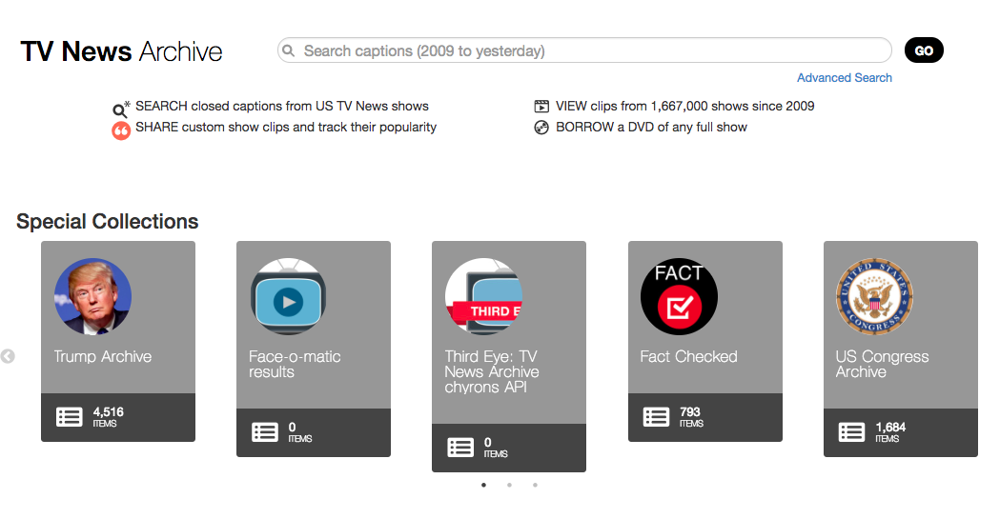 TV News Archive
Search captions (2009 to yesterday)
GO
Advanced Search
SEARCH closed captions from US TV News shows
SHARE custom show clips and track their popularity
VIEW clips from 1,667,000 shows since 2009
BORROW a DVD of any full show
Special Collections
Trump Archive
4,516
ITEMS
Face-o-matic
results
0
ITEMS
THIRD E
Third Eye: TV
News Archive
chyrons API
0
ITEMS
FACT
Fact Checked
793
ITEMS
UNITED STATES
CONGRESS
US Congress
Archive
1,684
ITEMS